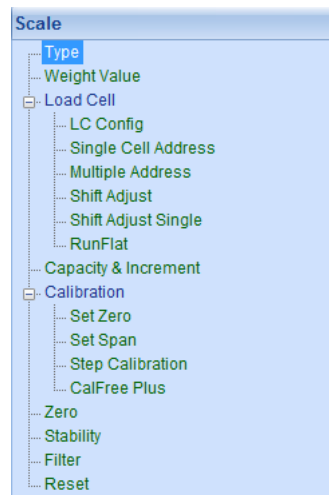 Scale
Type
Weight Value
Load Cell
LC Config
Single Cell Address
Multiple Address
Shift Adjust
Shift Adjust Single
RunFlat
Capacity & Increment
Calibration
Set Zero
Set Span
Step Calibration
CalFree Plus
Zero
Stability
Filter
Reset